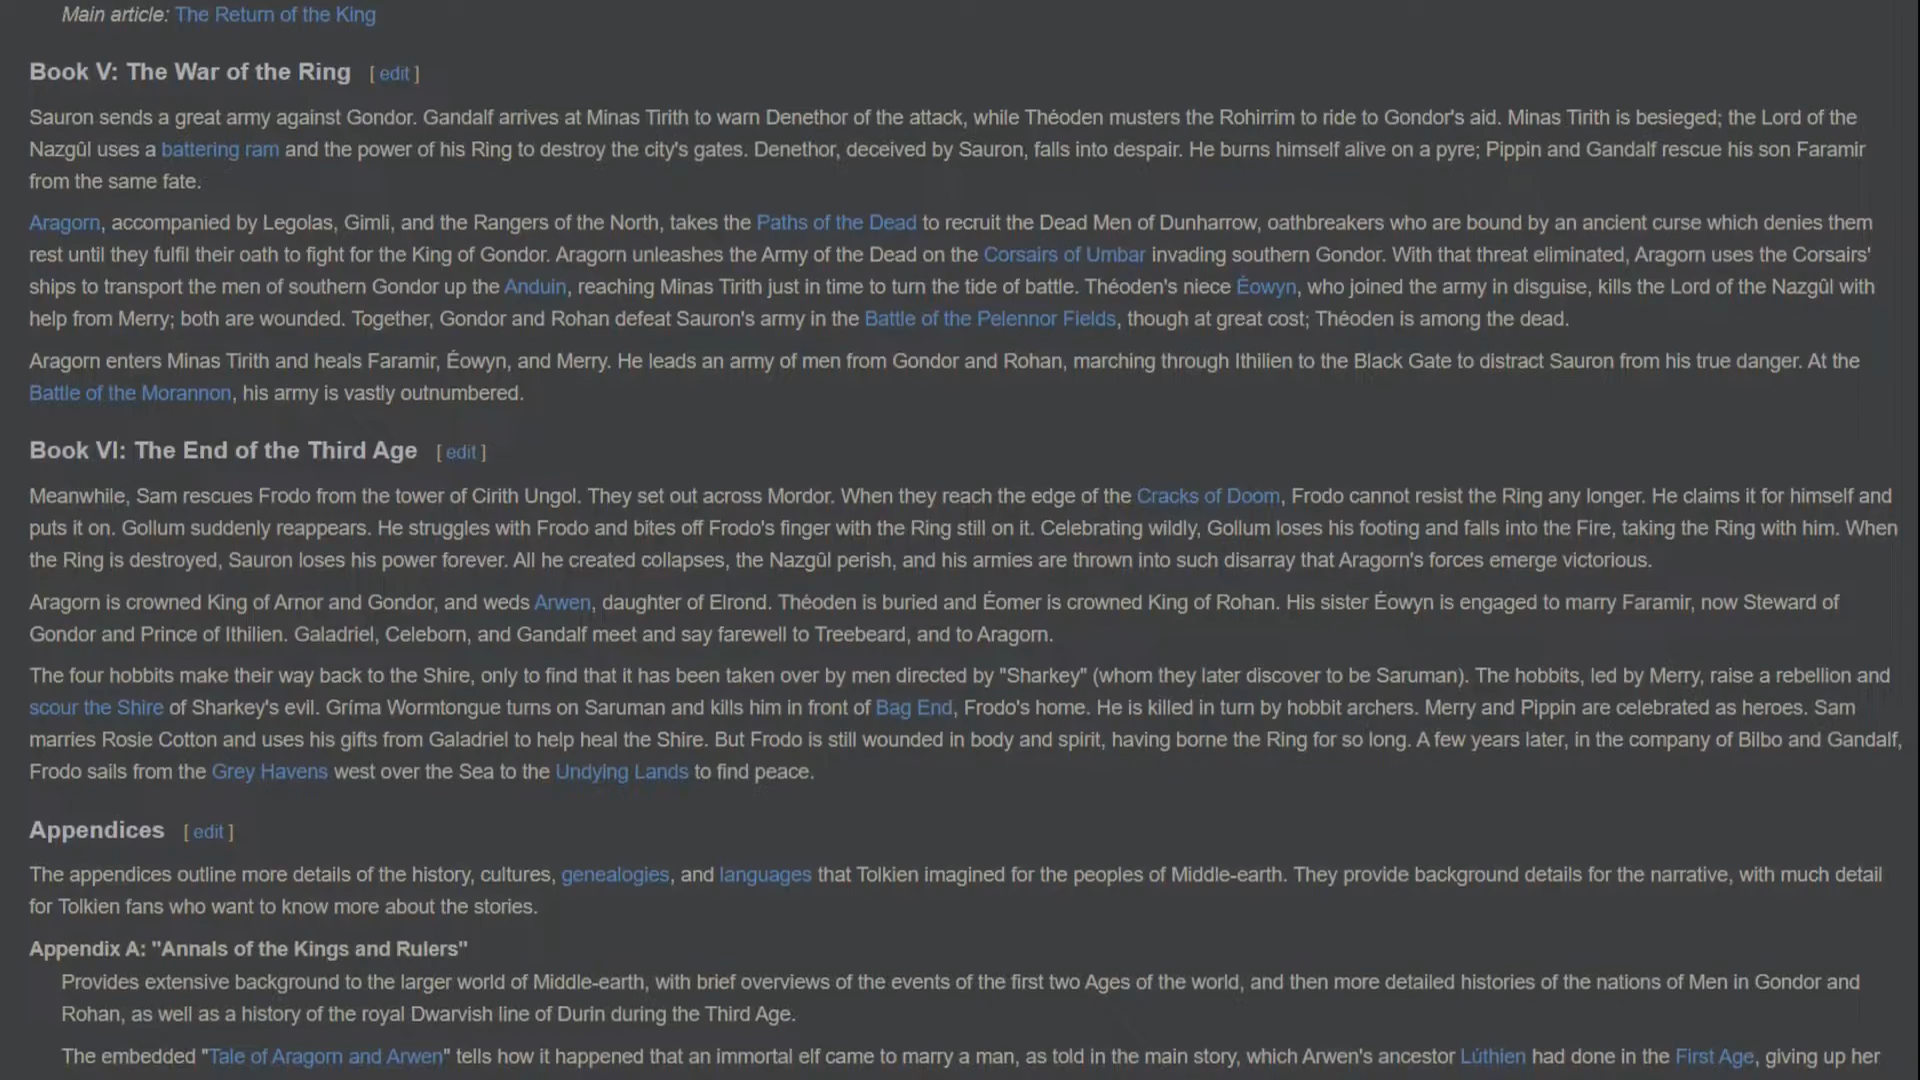 Main article: The Return of the King
Book V: The War of the Ring [ edit ]
Sauron sends a great army against Gondor. Gandalf arrives at Minas Tirith to warn Denethor of the attack, while Théoden musters the Rohirrim to ride to Gondor's aid. Minas Tirith is besieged; the Lord of the
Nazgûl uses a battering ram and the power of his Ring to destroy the city's gates. Denethor, deceived by Sauron, falls into despair. He burns himself alive on a pyre; Pippin and Gandalf rescue his son Faramir
from the same fate.
Aragorn, accompanied by Legolas, Gimli, and the Rangers of the North, takes the Paths of the Dead to recruit the Dead Men of Dunharrow, oathbreakers who are bound by an ancient curse which denies them
rest until they fulfil their oath to fight for the King of Gondor. Aragorn unleashes the Army of the Dead on the Corsairs of Umbar invading southern Gondor. With that threat eliminated, Aragorn uses the Corsairs'
ships to transport the men of southern Gondor up the Anduin, reaching Minas Tirith just in time to turn the tide of battle. Théoden's niece Éowyn, who joined the army in disguise, kills the Lord of the Nazgûl with
help from Merry; both are wounded. Together, Gondor and Rohan defeat Sauron's army in the Battle of the Pelennor Fields, though at great cost; Théoden is among the dead.
Aragorn enters Minas Tirith and heals Faramir, Éowyn, and Merry. He leads an army of men from Gondor and Rohan, marching through Ithilien to the Black Gate to distract Sauron from his true danger. At the
Battle of the Morannon, his army is vastly outnumbered.
Book VI: The End of the Third Age [ edit ]
Meanwhile, Sam rescues Frodo from the tower of Cirith Ungol. They set out across Mordor. When they reach the edge of the Cracks of Doom, Frodo cannot resist the Ring any longer. He claims it for himself and
puts it on. Gollum suddenly reappears. He struggles with Frodo and bites off Frodo's finger with the Ring still on it. Celebrating wildly, Gollum loses his footing and falls into the Fire, taking the Ring with him. When
the Ring is destroyed, Sauron loses his power forever. All he created collapses, the Nazgûl perish, and his armies are thrown into such disarray that Aragorn's forces emerge victorious.
Aragorn is crowned King of Arnor and Gondor, and weds Arwen, daughter of Elrond. Théoden is buried and Éomer is crowned King of Rohan. His sister Éowyn is engaged to marry Faramir, now Steward of
Gondor and Prince of Ithilien. Galadriel, Celeborn, and Gandalf meet and say farewell to Treebeard, and to Aragorn.
The four hobbits make their way back to the Shire, only to find that it has been taken over by men directed by "Sharkey" (whom they later discover to be Saruman). The hobbits, led by Merry, raise a rebellion and
scour the Shire of Sharkey's evil. Gríma Wormtongue turns on Saruman and kills him in front of Bag End, Frodo's home. He is killed in turn by hobbit archers. Merry and Pippin are celebrated as heroes. Sam
marries Rosie Cotton and uses his gifts from Galadriel to help heal the Shire. But Frodo is still wounded in body and spirit, having borne the Ring for so long. A few years later, in the company of Bilbo and Gandalf,
Frodo sails from the Grey Havens west over the Sea to the Undying Lands to find peace.
Appendices [ edit ]
The appendices outline more details of the history, cultures, genealogies, and languages that Tolkien imagined for the peoples of Middle-earth. They provide background details for the narrative, with much detail
for Tolkien fans who want to know more about the stories.
Appendix A: "Annals of the Kings and Rulers"
Provides extensive background to the larger world of Middle-earth, with brief overviews of the events of the first two Ages of the world, and then more detailed histories of the nations of Men in Gondor and
Rohan, as well as a history of the royal Dwarvish line of Durin during the Third Age.
The embedded "Tale of Aragorn and Arwen" tells how it happened that an immortal elf came to marry a man, as told in the main story, which Arwen's ancestor Lúthien had done in the First Age, giving up her